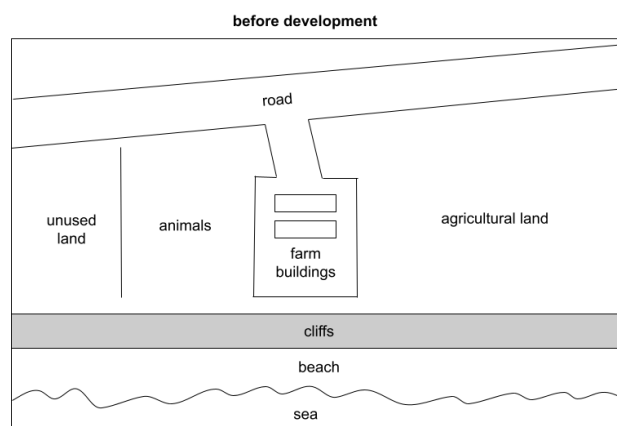 before development
road
unused
land
animals
agricultural land
farm
buildings
cliffs
beach
sea